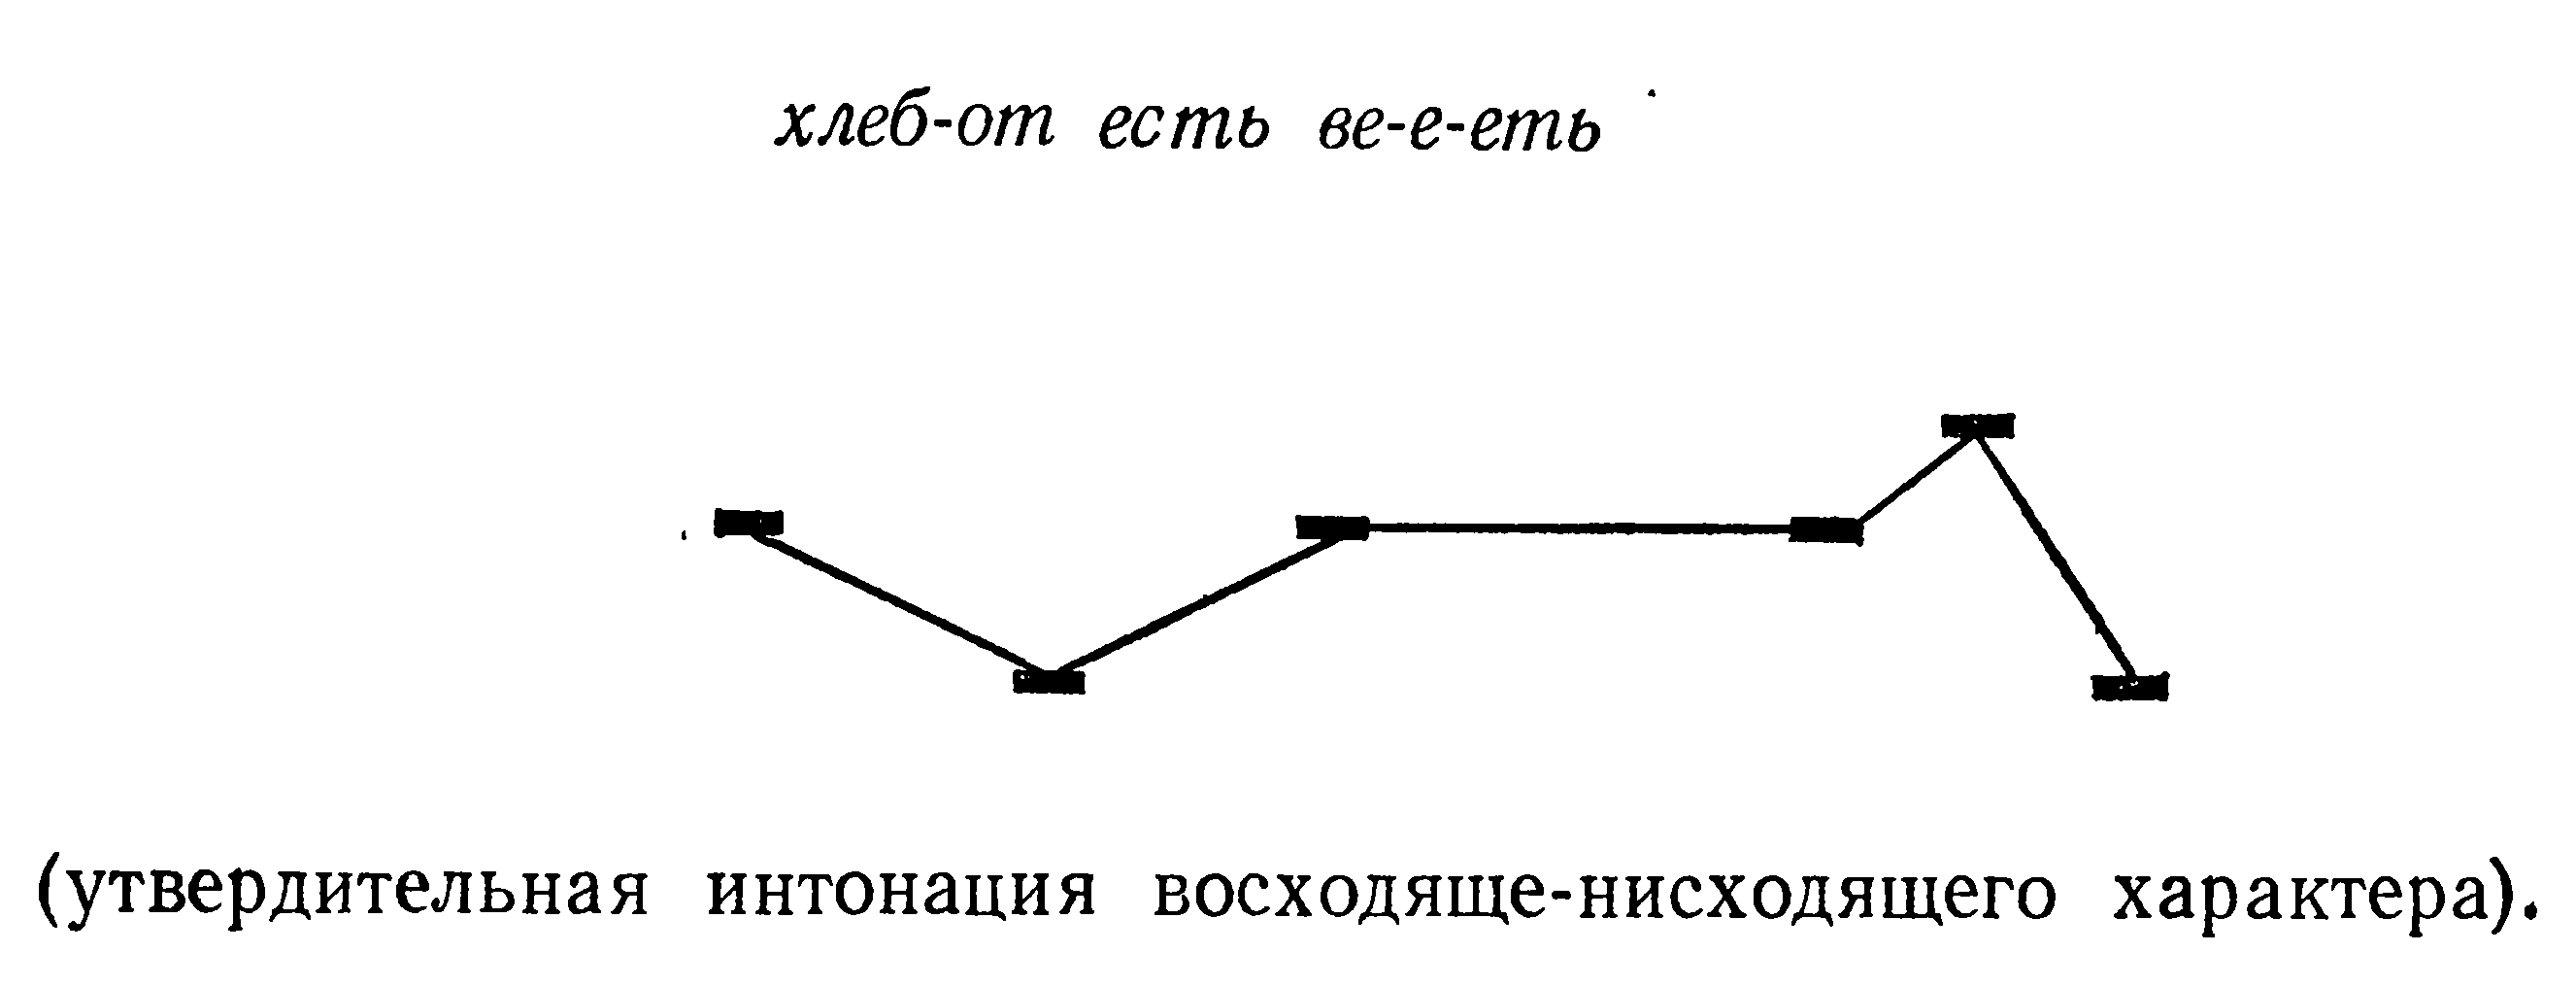 хлеб-от есть ве-е-еть
(утвердительная интонация восходяще-нисходящего характера).